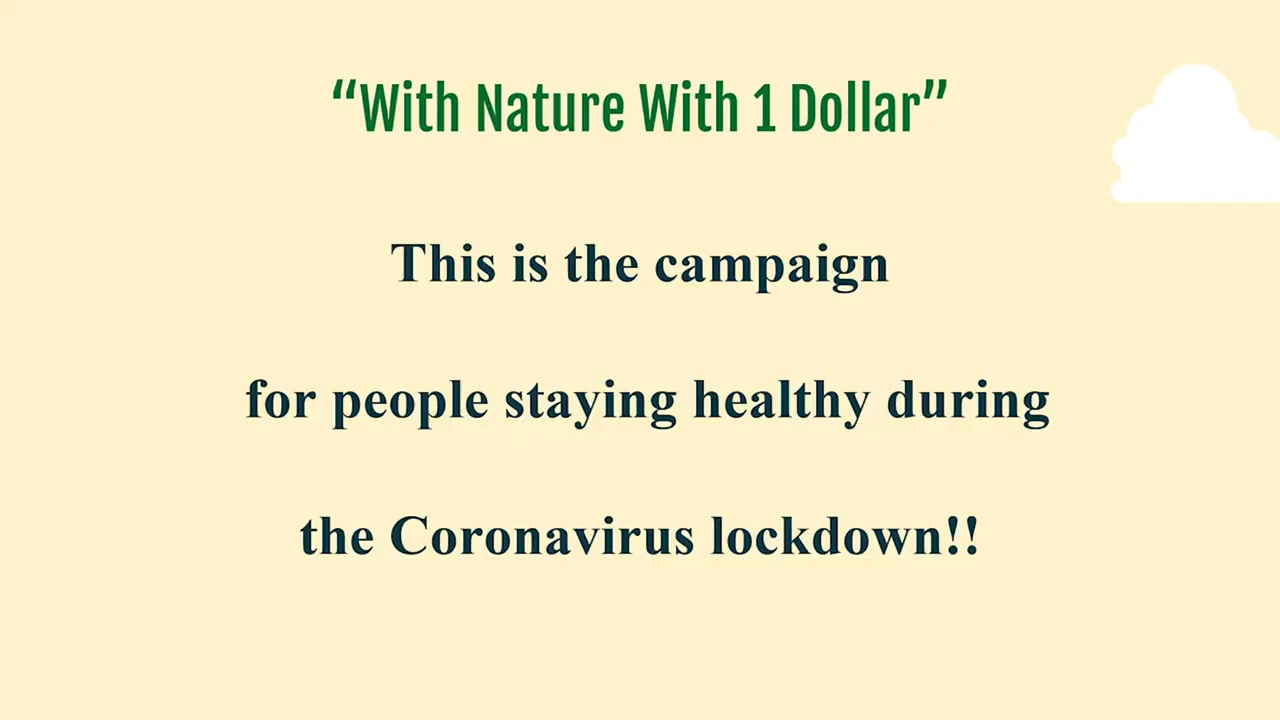 “With Nature With 1 Dollar”
This is the campaign
for people staying healthy during
the Coronavirus lockdown!!